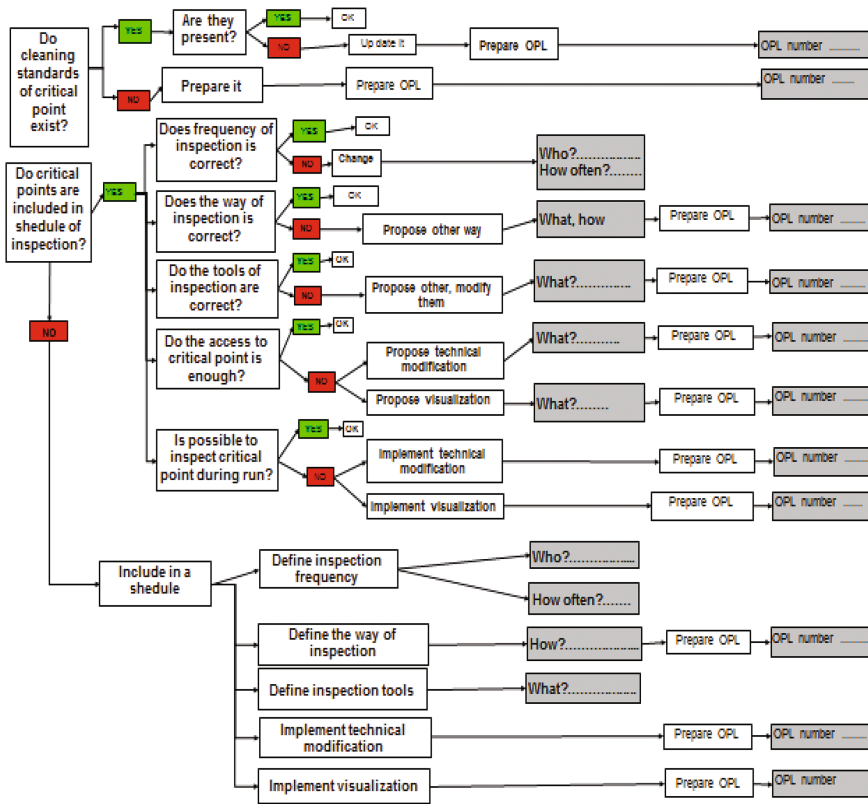 Do
cleaning
standards
of critical
point
exist?
YES
Are they
present?
YES
OK
NO
Up date it
Prepare OPL
OPL number ........
NO
Prepare it
Prepare OPL
OPL number ........
Do critical
points are
included in
shedule of
inspection?
YES
Does frequency of
inspection is
correct?
YES
OK
NO
Change
Who?..................
How often?........
Does the way of
inspection is
correct?
YES
OK
NO
Propose other way
What, how
Prepare OPL
OPL number ........
Do the tools of
inspection are
correct?
YES
OK
NO
Propose other, modify
them
What?..............
Prepare OPL
OPL number ........
Do the access to
critical point is
enough?
YES
OK
NO
Propose technical
modification
What?...........
Prepare OPL
OPL number ........
Propose visualization
What?........
Prepare OPL
OPL number ........
Is possible to
inspect critical
point during run?
YES
OK
NO
Implement technical
modification
Prepare OPL
OPL number ........
Implement visualization
Prepare OPL
OPL number ........
NO
Include in a
shedule
Define inspection
frequency
Who?..................
How often?.......
Define the way of
inspection
How?...................
Prepare OPL
OPL number ........
Define inspection tools
What?..................
Implement technical
modification
Prepare OPL
OPL number ........
Implement visualization
Prepare OPL
OPL number